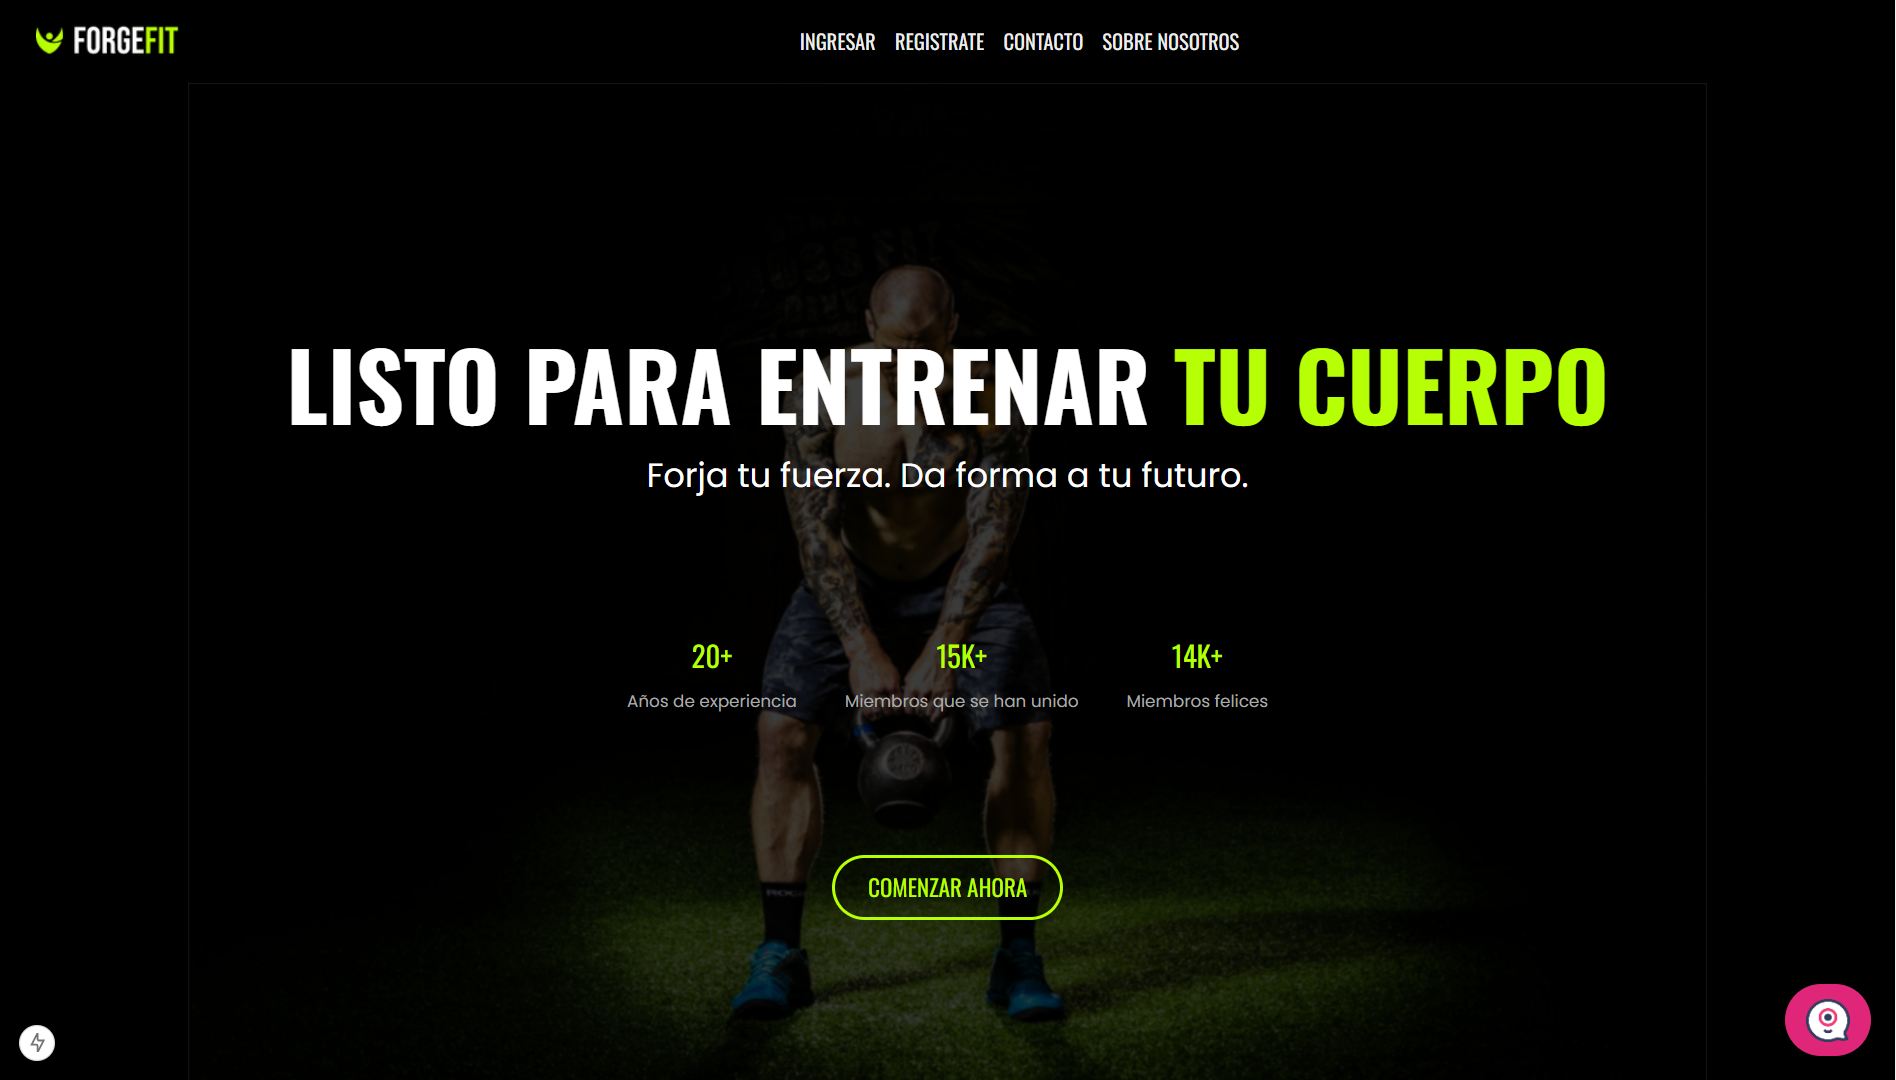 FORGEFIT
INGRESAR REGISTRATE CONTACTO SOBRE NOSOTROS
LISTO PARA ENTRENAR TU CUERPO
Forja tu fuerza. Da forma a tu futuro.
20+ 15K+ 14K+
Años de experiencia Miembros que se han unido Miembros felices
COMENZAR AHORA